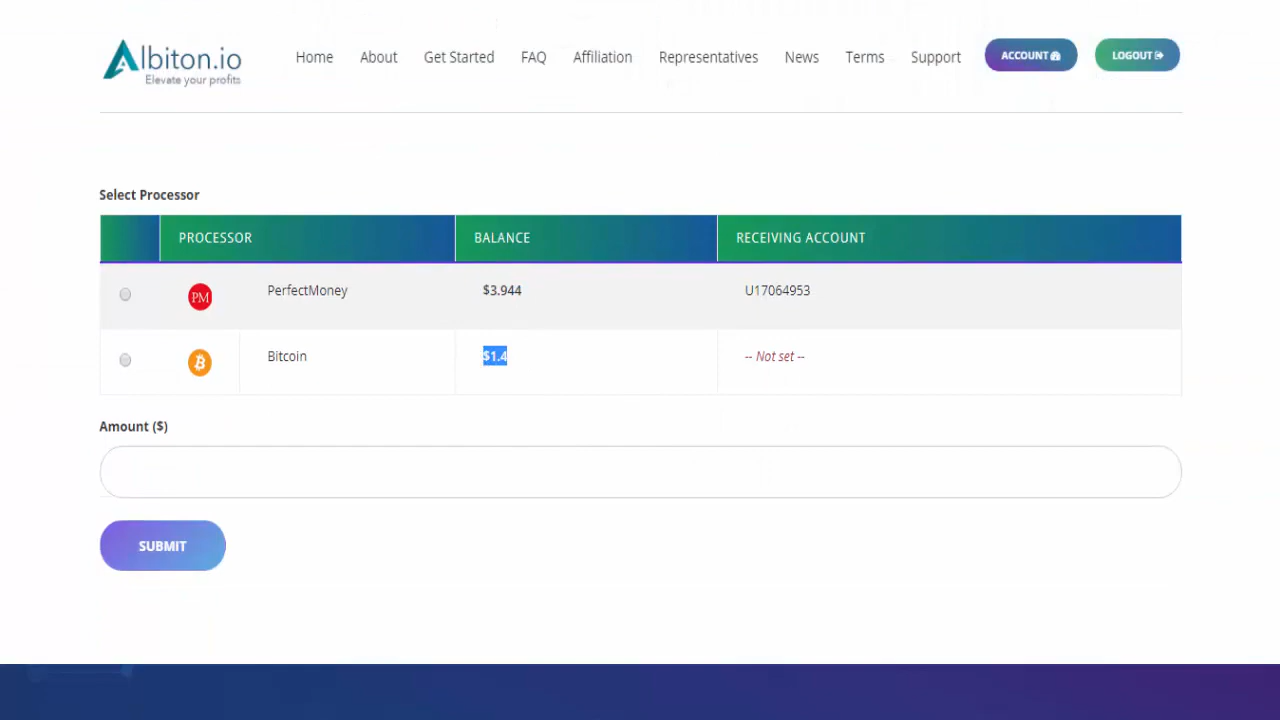 Albiton.io
Elevate your profits
Home About Get Started FAQ Affiliation Representatives News Terms Support ACCOUNT LOGOUT
Select Processor
PROCESSOR BALANCE RECEIVING ACCOUNT
PM PerfectMoney $3.944 U17064953
Bitcoin $1.4 -- Not set --
Amount ($)
SUBMIT